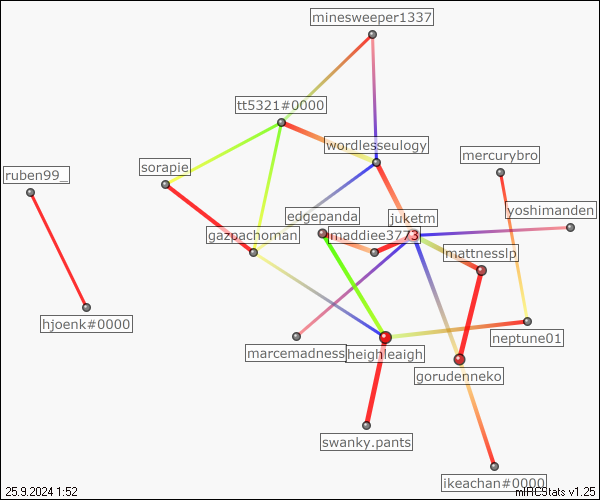 minesweeper1337
tt5321#0000
wordlesseulogy
mercurybro
sorapie
ruben99_
yoshimanden
edgepanda
juketm
gazpachoman
maddiee3773
mattnesslp
hjoenk#0000
neptune01
marcemadness
heighleaigh
gorudenneko
swanky.pants
ikeachan#0000
25.9.2024 1:52
mIRCStats v1.25